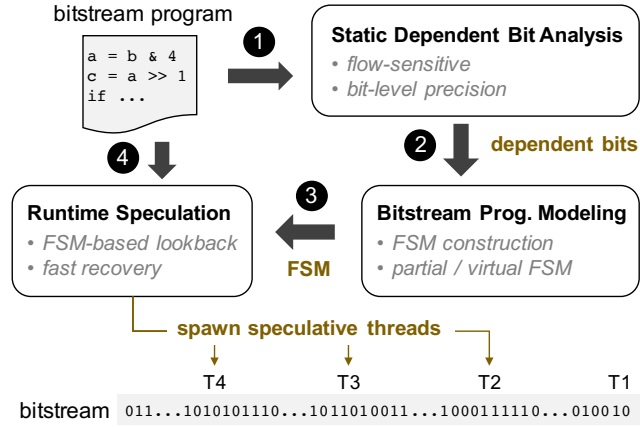 bitstream program
a = b & 4
c = a >> 1
if ...
1
Static Dependent Bit Analysis
• flow-sensitive
• bit-level precision
4
2
dependent bits
Runtime Speculation
• FSM-based lookback
• fast recovery
3
FSM
Bitstream Prog. Modeling
• FSM construction
• partial / virtual FSM
spawn speculative threads
T4 T3 T2 T1
bitstream 011...1010101110...1011010011...1000111110...010010